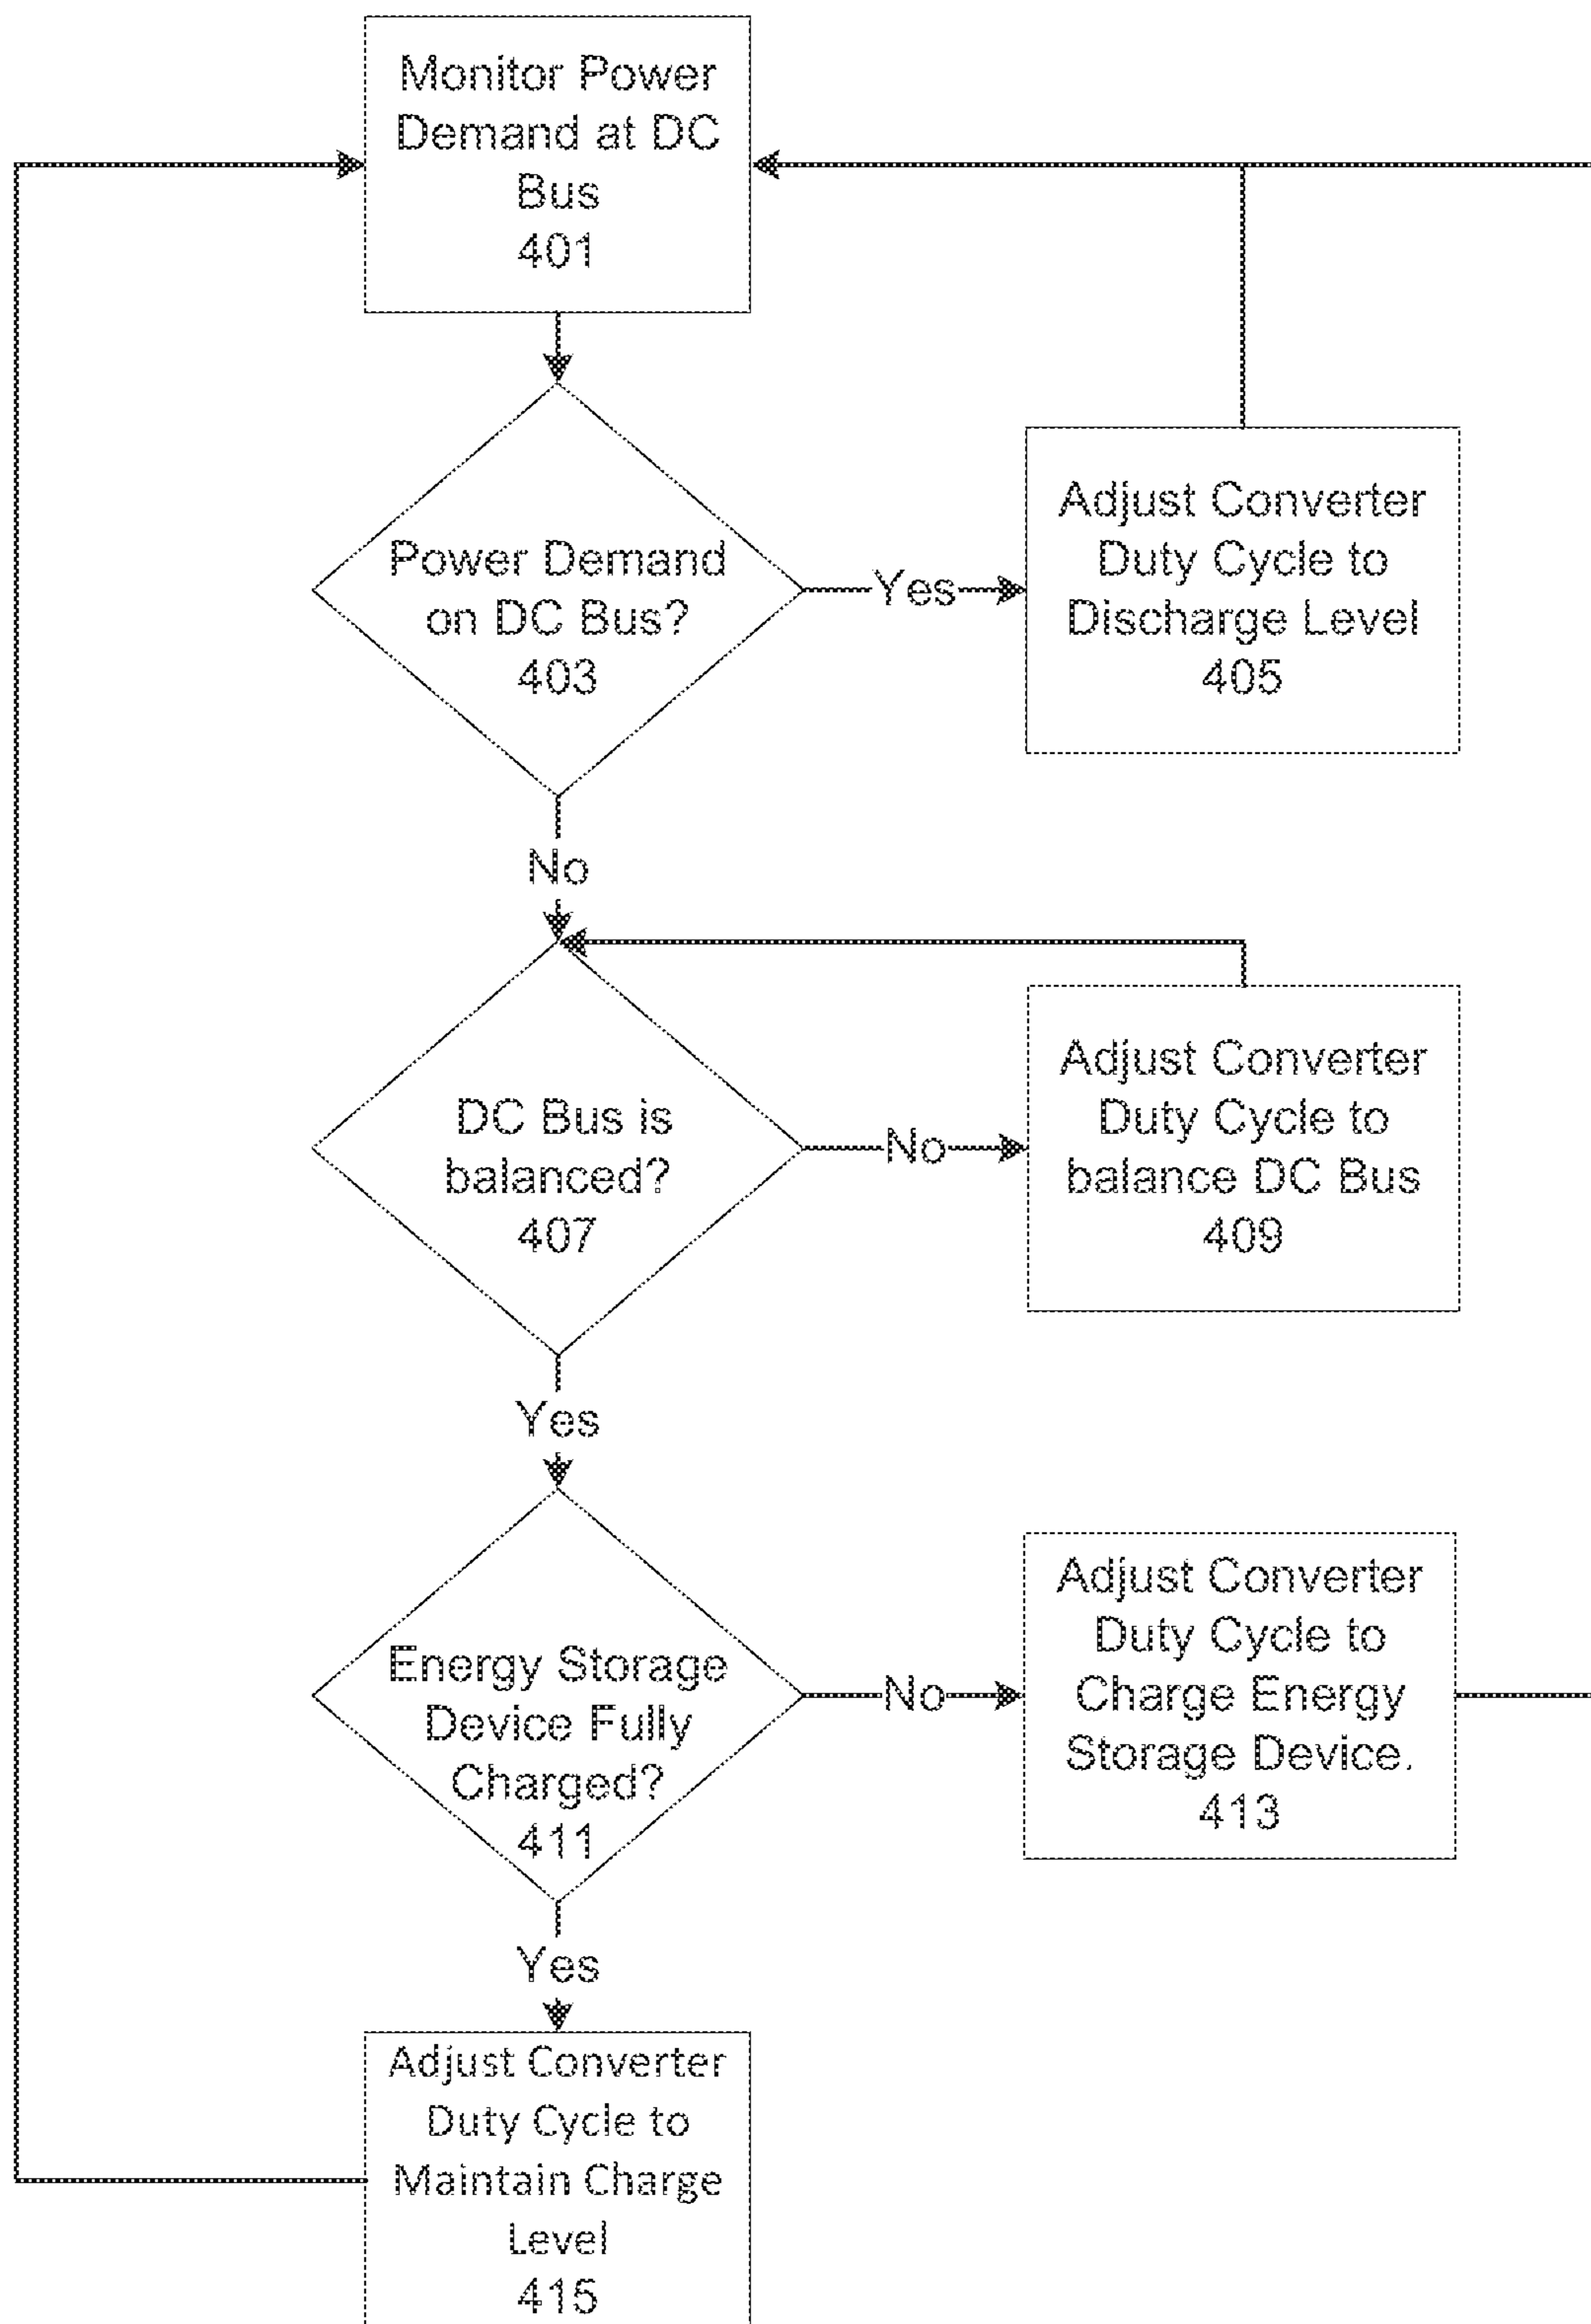 Monitor Power
Demand at DC
Bus
401
Power Demand
on DC Bus?
403
Yes
Adjust Converter
Duty Cycle to
Discharge Level
405
No
DC Bus is
balanced?
407
No
Adjust Converter
Duty Cycle to
balance DC Bus
409
Yes
Energy Storage
Device Fully
Charged?
411
No
Adjust Converter
Duty Cycle to
Charge Energy
Storage Device.
413
Yes
Adjust Converter
Duty Cycle to
Maintain Charge
Level
415